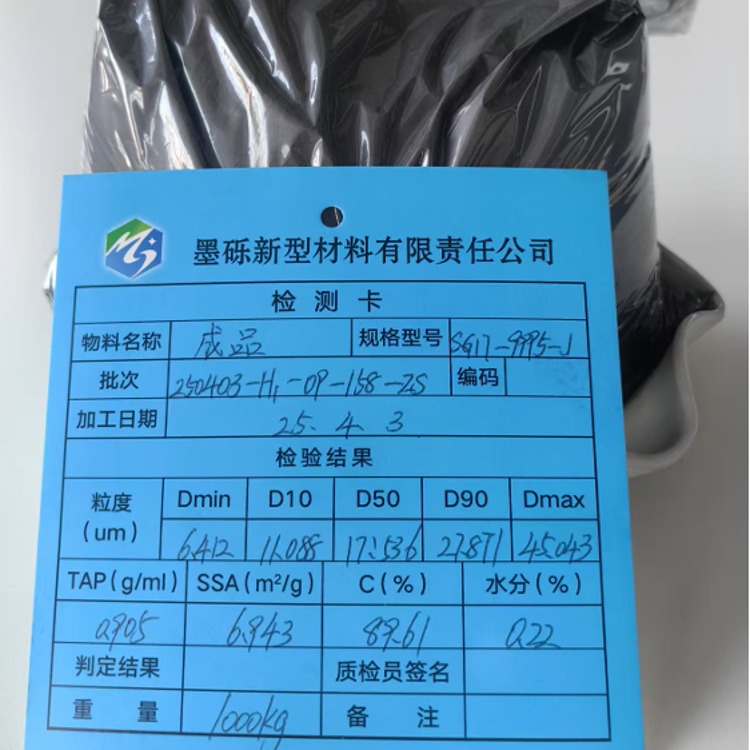 墨砾新型材料有限责任公司
检测卡
物料名称 成品 规格型号 SG17-9995-J
批次 250403-H1-09-158-ZS 编码
加工日期 25.4.3
检验结果
粒度(um) Dmin D10 D50 D90 Dmax
6.412 11.088 17.536 27.871 45.043
TAP(g/ml) SSA(m²/g) C(%) 水分(%)
0.905 6.943 89.61 0.22
判定结果 质检员签名
重量 1000kg 备注